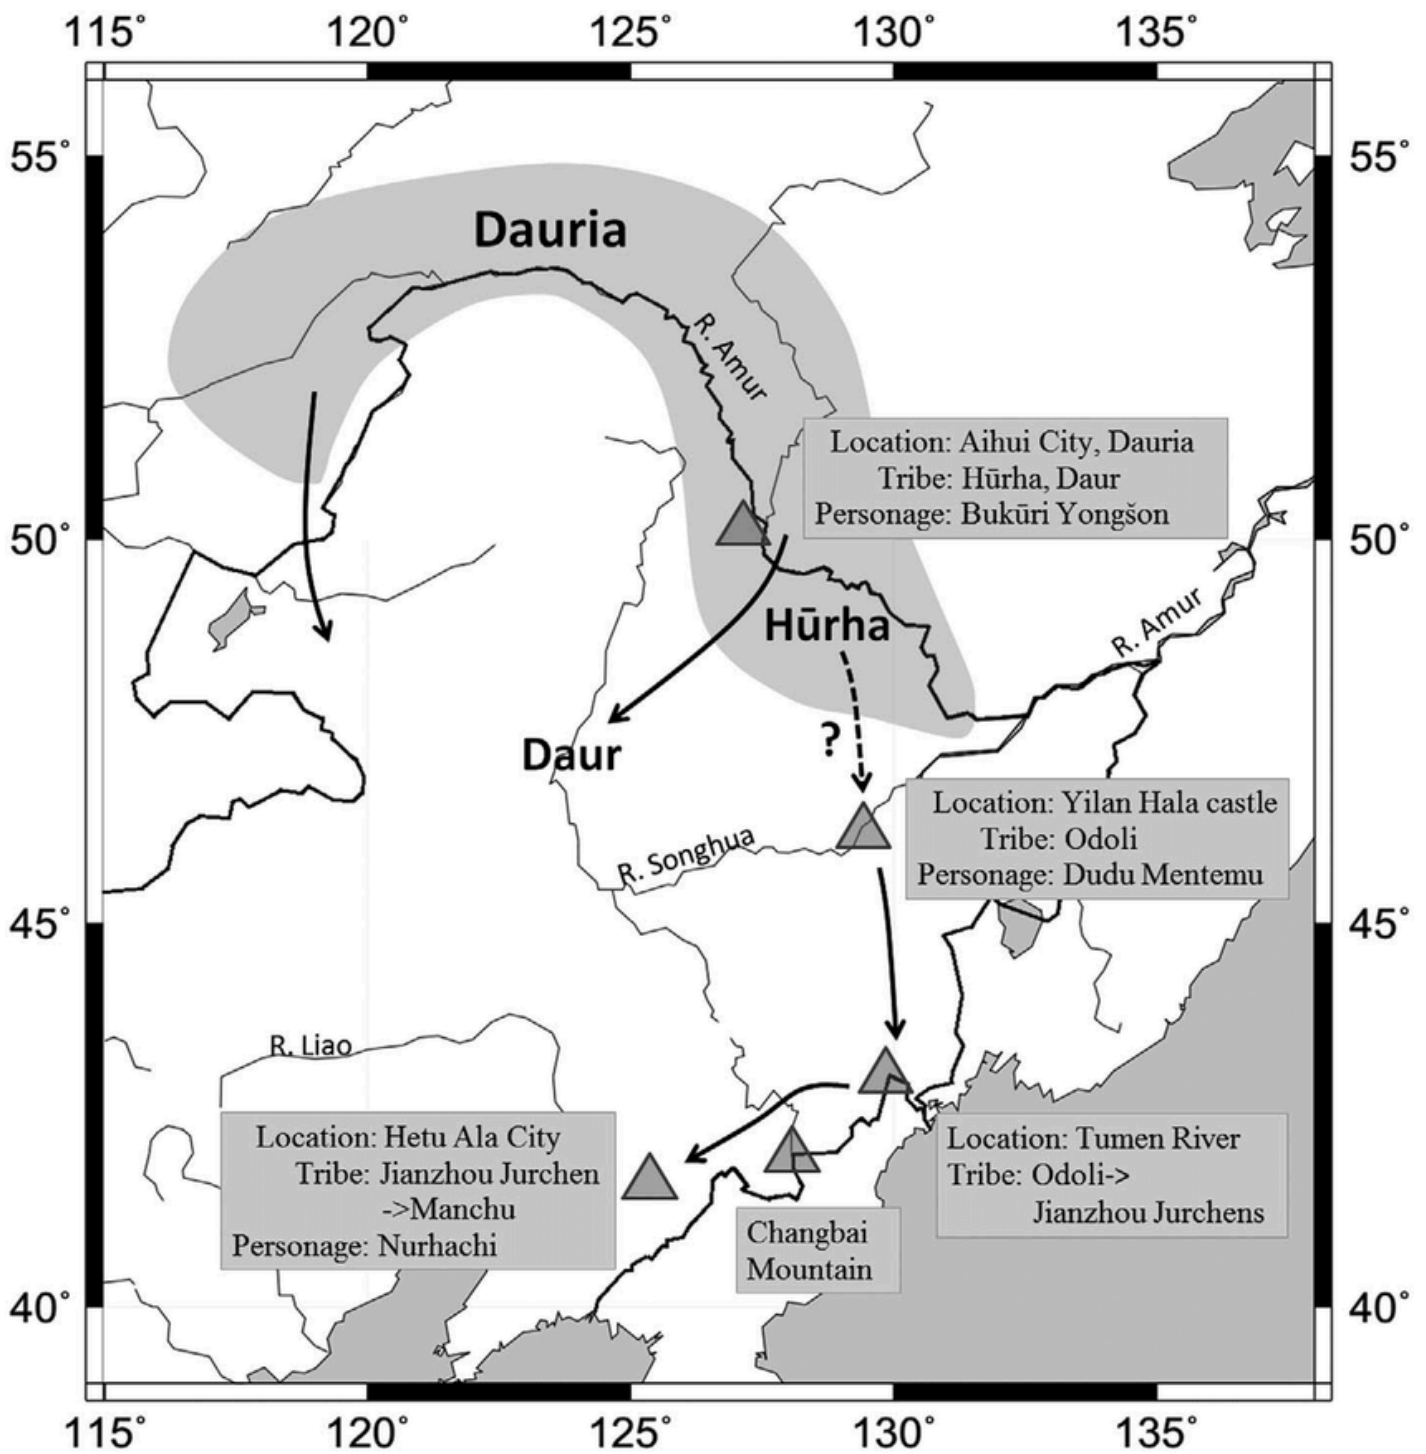 115° 120° 125° 130° 135°
55° 55°
Dauria
R. Amur
Location: Aihui City, Dauria
Tribe: Hūrha, Daur
Personage: Bukūri Yongšon
50° 50°
Hūrha
R. Amur
?
Daur
Location: Yilan Hala castle
Tribe: Odoli
Personage: Dudu Mentemu
R. Songhua
45° 45°
R. Liao
Location: Hetu Ala City
Tribe: Jianzhou Jurchen
->Manchu
Personage: Nurhachi
Location: Tumen River
Tribe: Odoli->
Jianzhou Jurchens
Changbai
Mountain
40° 40°
115° 120° 125° 130° 135°